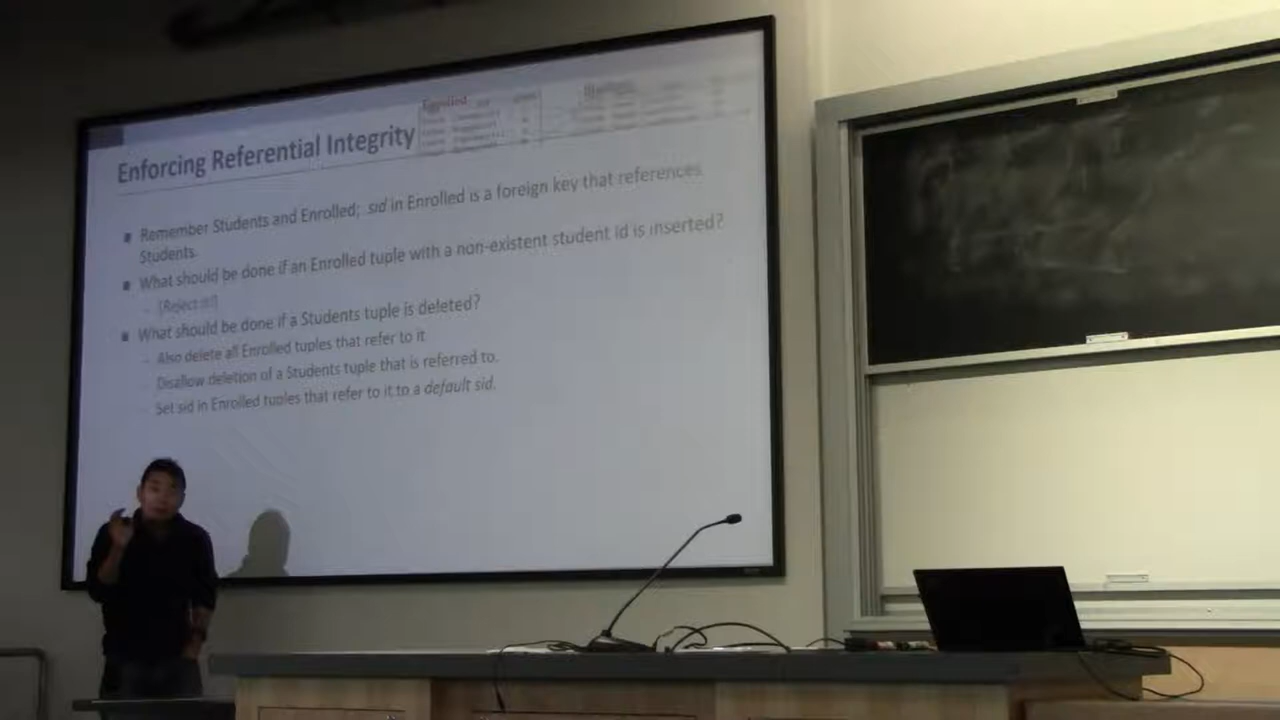 Enforcing Referential Integrity
Enrolled
Remember Students and Enrolled; sid in Enrolled is a foreign key that references
Students.
What should be done if an Enrolled tuple with a non-existent student id is inserted?
– (Reject it!)
What should be done if a Students tuple is deleted?
– Also delete all Enrolled tuples that refer to it
Disallow deletion of a Students tuple that is referred to.
– Set sid in Enrolled tuples that refer to it to a default sid.